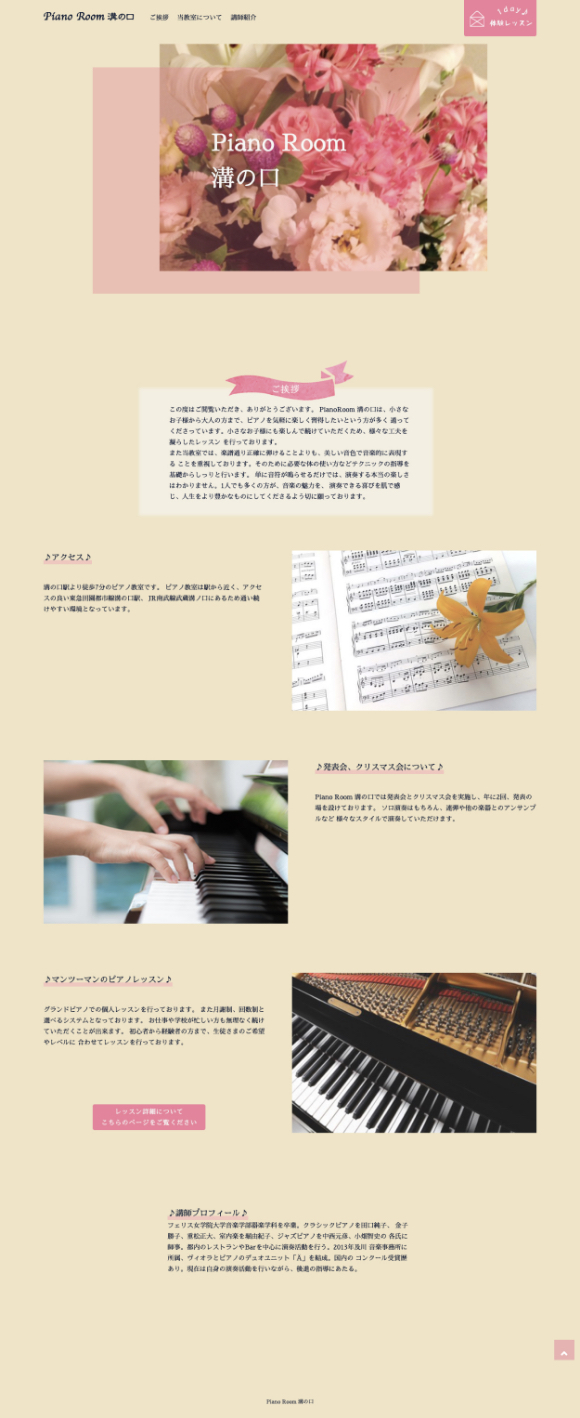 Piano Room 溝の口
ご挨拶 当教室について 講師紹介
1day♪
体験レッスン
Piano Room
溝の口
ご挨拶
この度はご閲覧いただき、ありがとうございます。 PianoRoom 溝の口は、小さな
お子様から大人の方まで、ピアノを気軽に楽しく習得したいという方が多く 通って
くださっています。小さなお子様にも楽しんで続けていただくため、様々な工夫を
凝らしたレッスン を行っております。
また当教室では、楽譜通り正確に弾けることよりも、美しい音色で音楽的に表現す
る ことを重視しております。そのために必要な体の使い方などテクニックの指導を
基礎からしっりと行います。 単に音符が鳴らせるだけでは、演奏する本当の楽しさ
はわかりません。1人でも多くの方が、音楽の魅力を、 演奏できる喜びを肌で感
じ、人生をより豊かなものにしてくださるよう切に願っております。
♪アクセス♪
溝の口駅より徒歩7分のピアノ教室です。 ピアノ教室は駅から近く、アクセ
スの良い東急田園都市線溝の口駅、 JR南武線武蔵溝ノ口にあるため通い続
けやすい環境となっています。
♪発表会、クリスマス会について♪
Piano Room 溝の口では発表会とクリスマス会を実施し、年に2回、発表の
場を設けております。 ソロ演奏はもちろん、連弾や他の楽器とのアンサンブ
ルなど 様々なスタイルで演奏していただけます。
♪マンツーマンのピアノレッスン♪
グランドピアノでの個人レッスンを行っております。 また月謝制、回数制と
選べるシステムとなっております。 お仕事や学校が忙しい方も無理なく続け
ていただくことが出来ます。 初心者から経験者の方まで、生徒さまのご希望
やレベルに 合わせてレッスンを行っております。
レッスン詳細について
こちらのページをご覧ください
♪講師プロフィール♪
フェリス女学院大学音楽学部器楽学科を卒業。クラシックピアノを田口純子、 金子
勝子、重松正大、室内楽を堀由紀子、ジャズピアノを中西元彦、小畑智史の 各氏に
師事。都内のレストランやBarを中心に演奏活動を行う。2013年及川 音楽事務所に
所属、ヴィオラとピアノのデュオユニット「A」を結成。国内の コンクール受賞歴
あり。現在は自身の演奏活動を行いながら、後進の指導にあたる。
Piano Room 溝の口